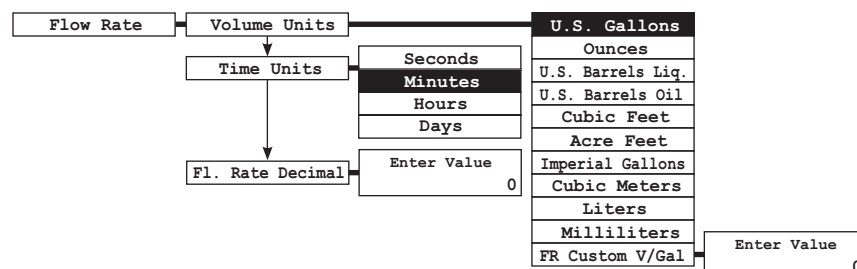 Flow Rate
Volume Units
U.S. Gallons
Ounces
U.S. Barrels Liq.
U.S. Barrels Oil
Cubic Feet
Acre Feet
Imperial Gallons
Cubic Meters
Liters
Milliliters
FR Custom V/Gal
Enter Value
0
Time Units
Seconds
Minutes
Hours
Days
Fl. Rate Decimal
Enter Value
0